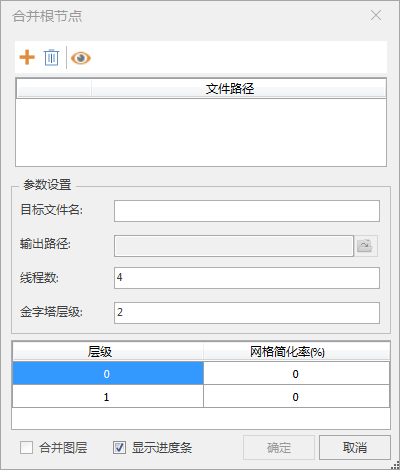 合并根节点
文件路径
参数设置
目标文件名:
输出路径:
线程数: 4
金字塔层级: 2
层级 网格简化率(%)
0 0
1 0
合并图层 显示进度条 确定 取消